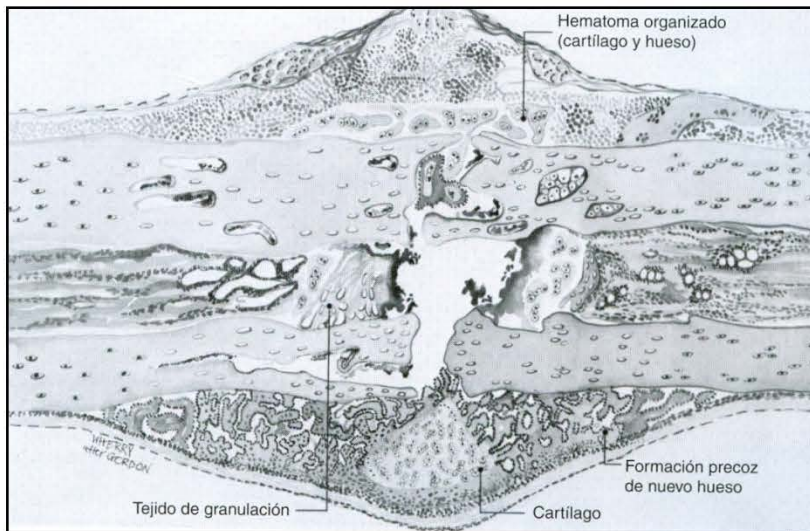 Hematoma organizado
(cartílago y hueso)
Formación precoz
de nuevo hueso
Tejido de granulación
Cartílago